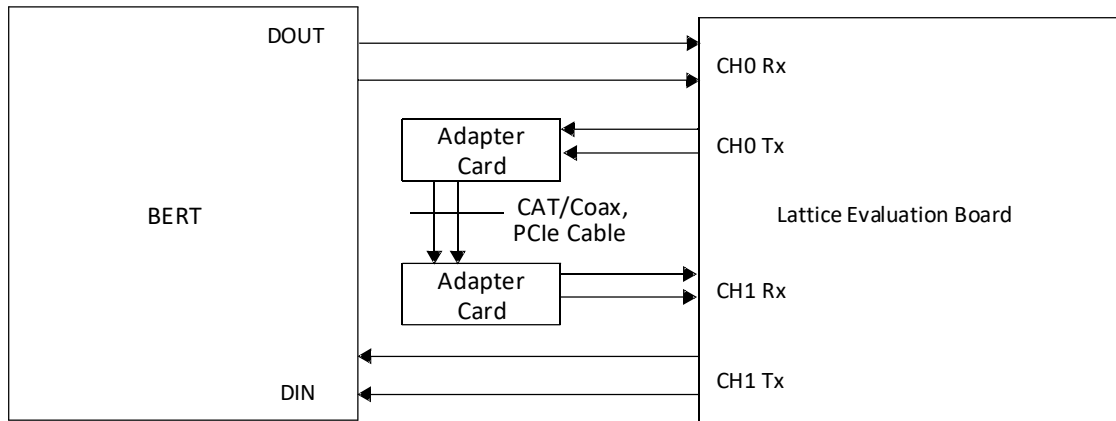 DOUT
CH0 Rx
Adapter
Card
CH0 Tx
BERT
CAT/Coax,
PCIe Cable
Lattice Evaluation Board
Adapter
Card
CH1 Rx
CH1 Tx
DIN